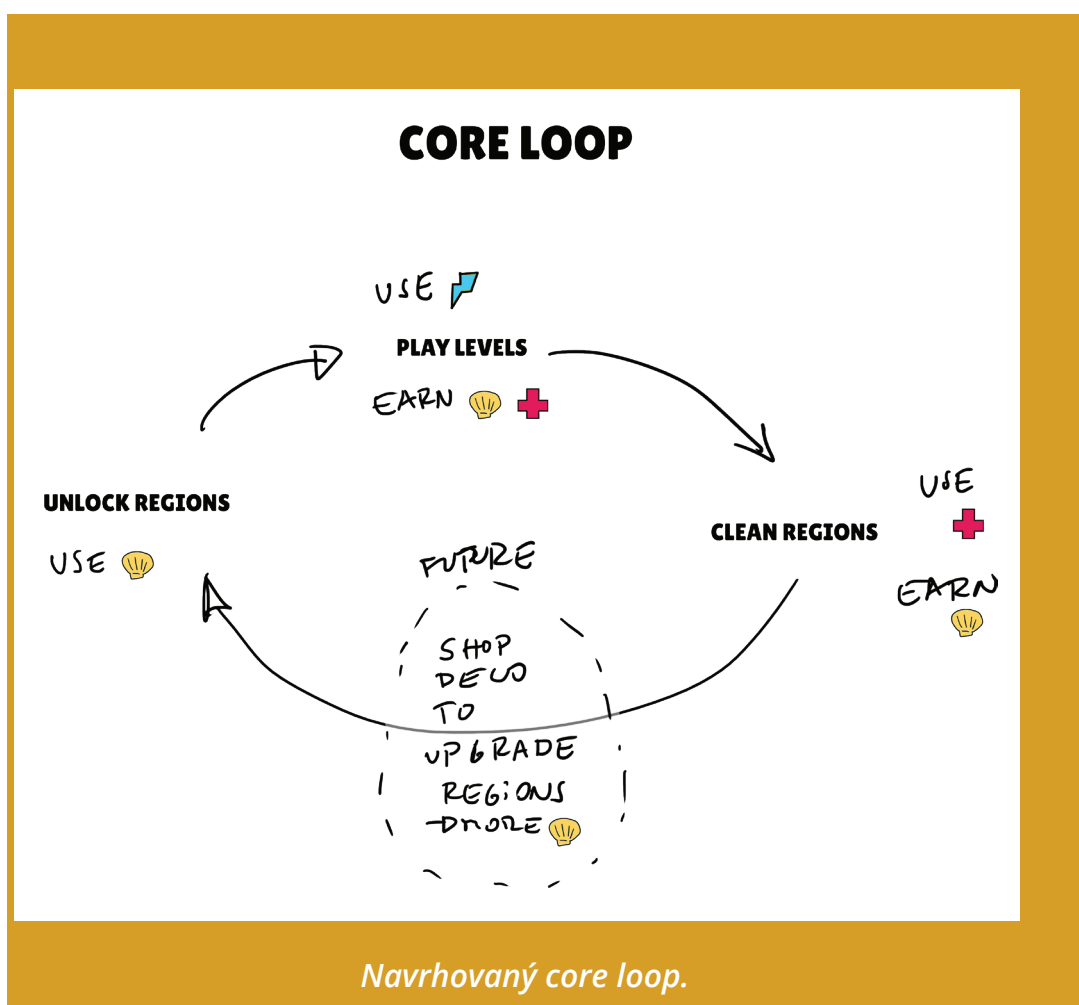 CORE LOOP
USE
PLAY LEVELS
EARN
UNLOCK REGIONS
USE
CLEAN REGIONS
USE
EARN
FUTURE
SHOP
DECO
TO
UPGRADE
REGIONS
→MORE
Navrhovaný core loop.